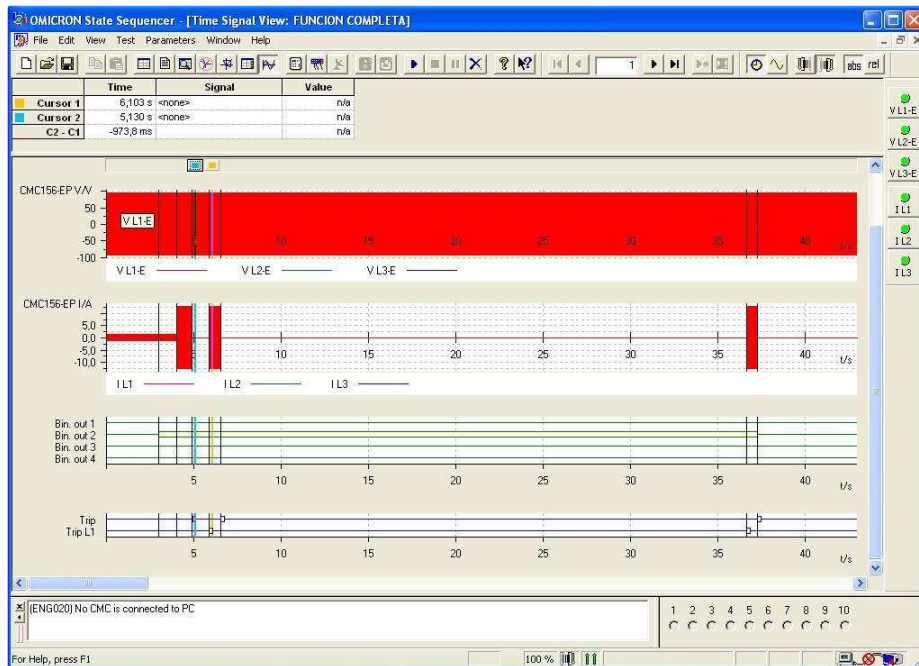 OMICRON State Sequencer - [Time Signal View: FUNCION COMPLETA]
File Edit View Test Parameters Window Help
1 abs rel
Time Signal Value
Cursor 1 6,103 s <none> n/a
Cursor 2 5,130 s <none> n/a
C2 - C1 -973,8 ms n/a
V L1-E
V L2-E
V L3-E
I L1
I L2
I L3
CMC156-EP V/V
50
0
-50
-100
V L1-E
5 10 15 20 25 30 35 40 t/s
V L1-E V L2-E V L3-E
CMC156-EP I/A
5,0
0,0
-5,0
-10,0
5 10 15 20 25 30 35 40 t/s
I L1 I L2 I L3
Bin. out 1
Bin. out 2
Bin. out 3
Bin. out 4
5 10 15 20 25 30 35 40 t/s
Trip
Trip L1
5 10 15 20 25 30 35 40 t/s
(ENG020) No CMC is connected to PC
1 2 3 4 5 6 7 8 9 10
For Help, press F1 100 %